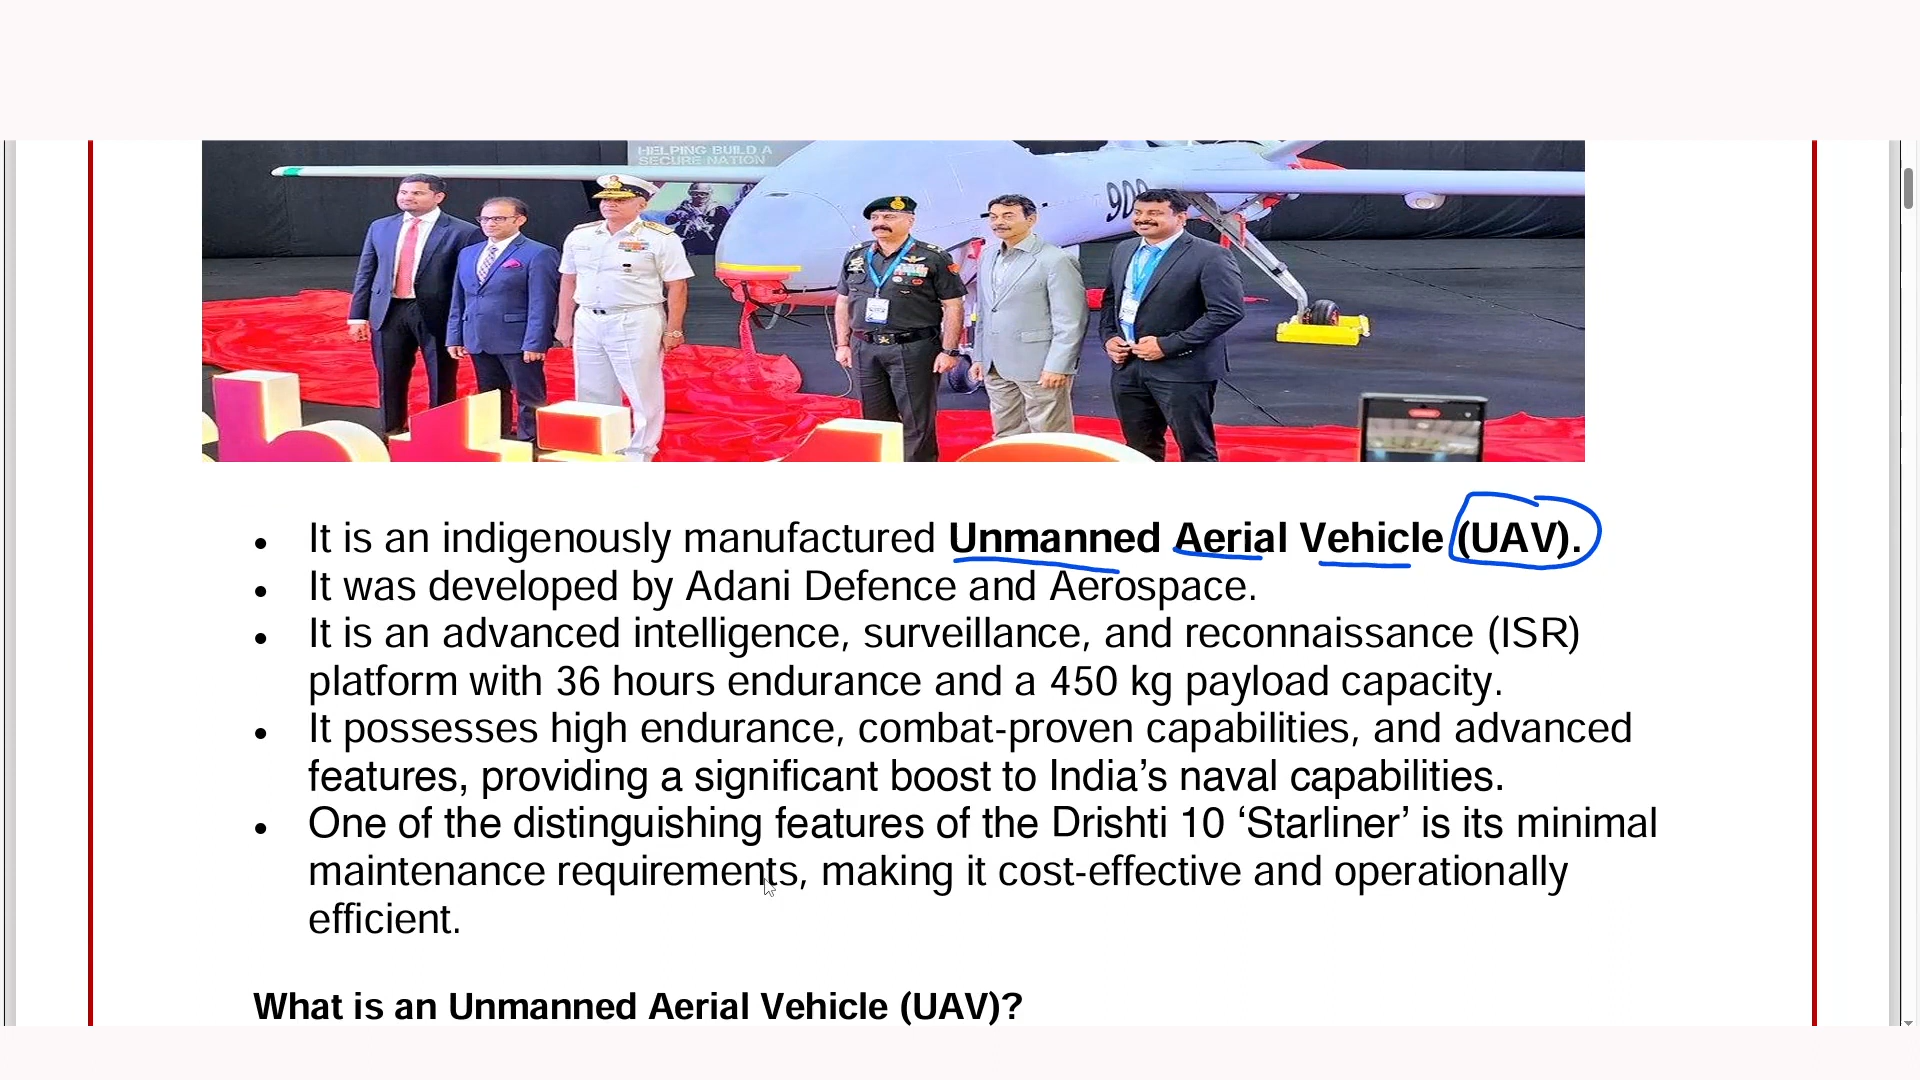 HELPING BUILD A
SECURE NATION
• It is an indigenously manufactured Unmanned Aerial Vehicle (UAV).
• It was developed by Adani Defence and Aerospace.
• It is an advanced intelligence, surveillance, and reconnaissance (ISR)
platform with 36 hours endurance and a 450 kg payload capacity.
• It possesses high endurance, combat-proven capabilities, and advanced
features, providing a significant boost to India’s naval capabilities.
• One of the distinguishing features of the Drishti 10 ‘Starliner’ is its minimal
maintenance requirements, making it cost-effective and operationally
efficient.
What is an Unmanned Aerial Vehicle (UAV)?